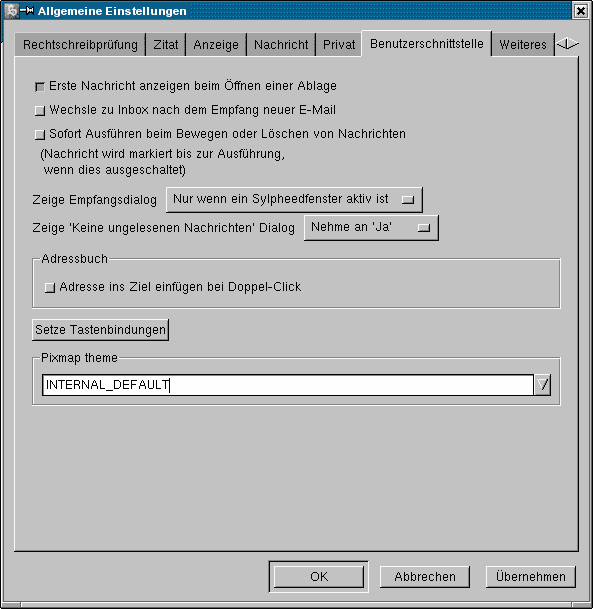 Allgemeine Einstellungen
Rechtschreibprüfung Zitat Anzeige Nachricht Privat Benutzerschnittstelle Weiteres
Erste Nachricht anzeigen beim Öffnen einer Ablage
Wechsle zu Inbox nach dem Empfang neuer E-Mail
Sofort Ausführen beim Bewegen oder Löschen von Nachrichten
(Nachricht wird markiert bis zur Ausführung,
wenn dies ausgeschaltet)
Zeige Empfangsdialog Nur wenn ein Sylpheedfenster aktiv ist
Zeige 'Keine ungelesenen Nachrichten' Dialog Nehme an 'Ja'
Adressbuch
Adresse ins Ziel einfügen bei Doppel-Click
Setze Tastenbindungen
Pixmap theme
INTERNAL_DEFAULT
OK Abbrechen Übernehmen